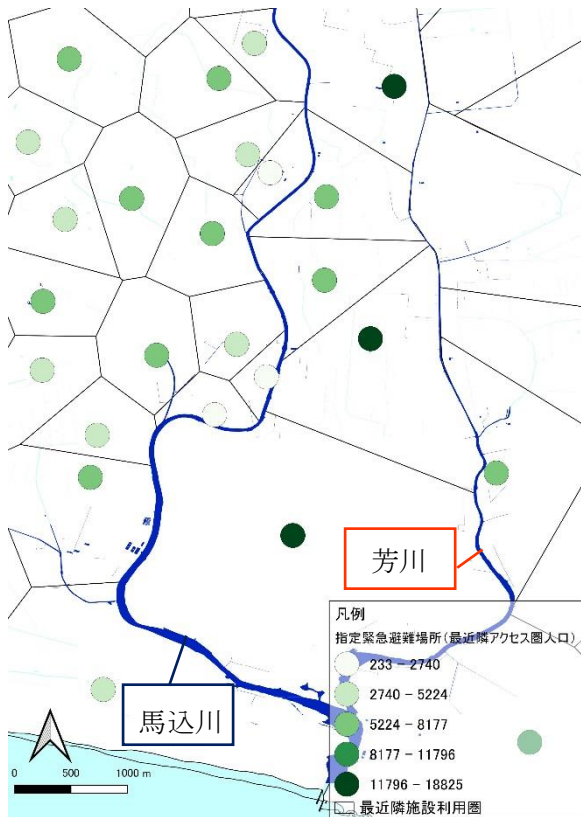 芳川
馬込川
凡例
指定緊急避難場所(最近隣アクセス圏人口)
233 - 2740
2740 - 5224
5224 - 8177
8177 - 11796
11796 - 18825
最近隣施設利用圏
0 500 1000 m